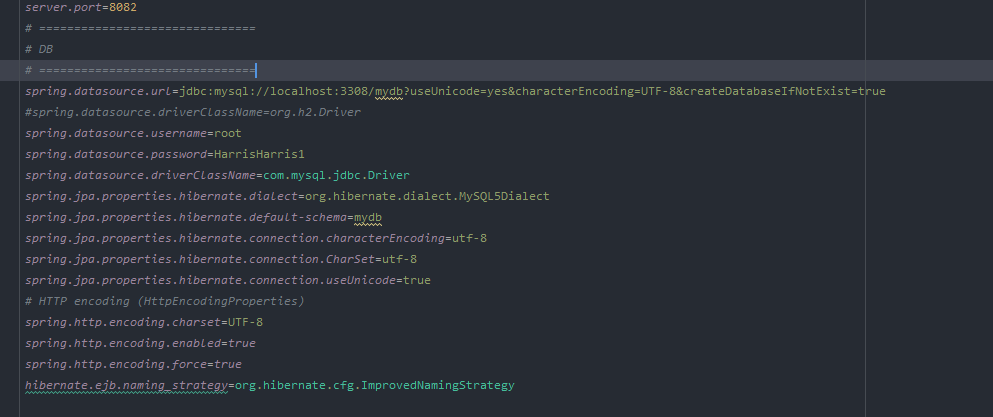 server.port=8082
# ===============================
# DB
# ===============================
spring.datasource.url=jdbc:mysql://localhost:3308/mydb?useUnicode=yes&characterEncoding=UTF-8&createDatabaseIfNotExist=true
#spring.datasource.driverClassName=org.h2.Driver
spring.datasource.username=root
spring.datasource.password=HarrisHarris1
spring.datasource.driverClassName=com.mysql.jdbc.Driver
spring.jpa.properties.hibernate.dialect=org.hibernate.dialect.MySQL5Dialect
spring.jpa.properties.hibernate.default-schema=mydb
spring.jpa.properties.hibernate.connection.characterEncoding=utf-8
spring.jpa.properties.hibernate.connection.CharSet=utf-8
spring.jpa.properties.hibernate.connection.useUnicode=true
# HTTP encoding (HttpEncodingProperties)
spring.http.encoding.charset=UTF-8
spring.http.encoding.enabled=true
spring.http.encoding.force=true
hibernate.ejb.naming_strategy=org.hibernate.cfg.ImprovedNamingStrategy